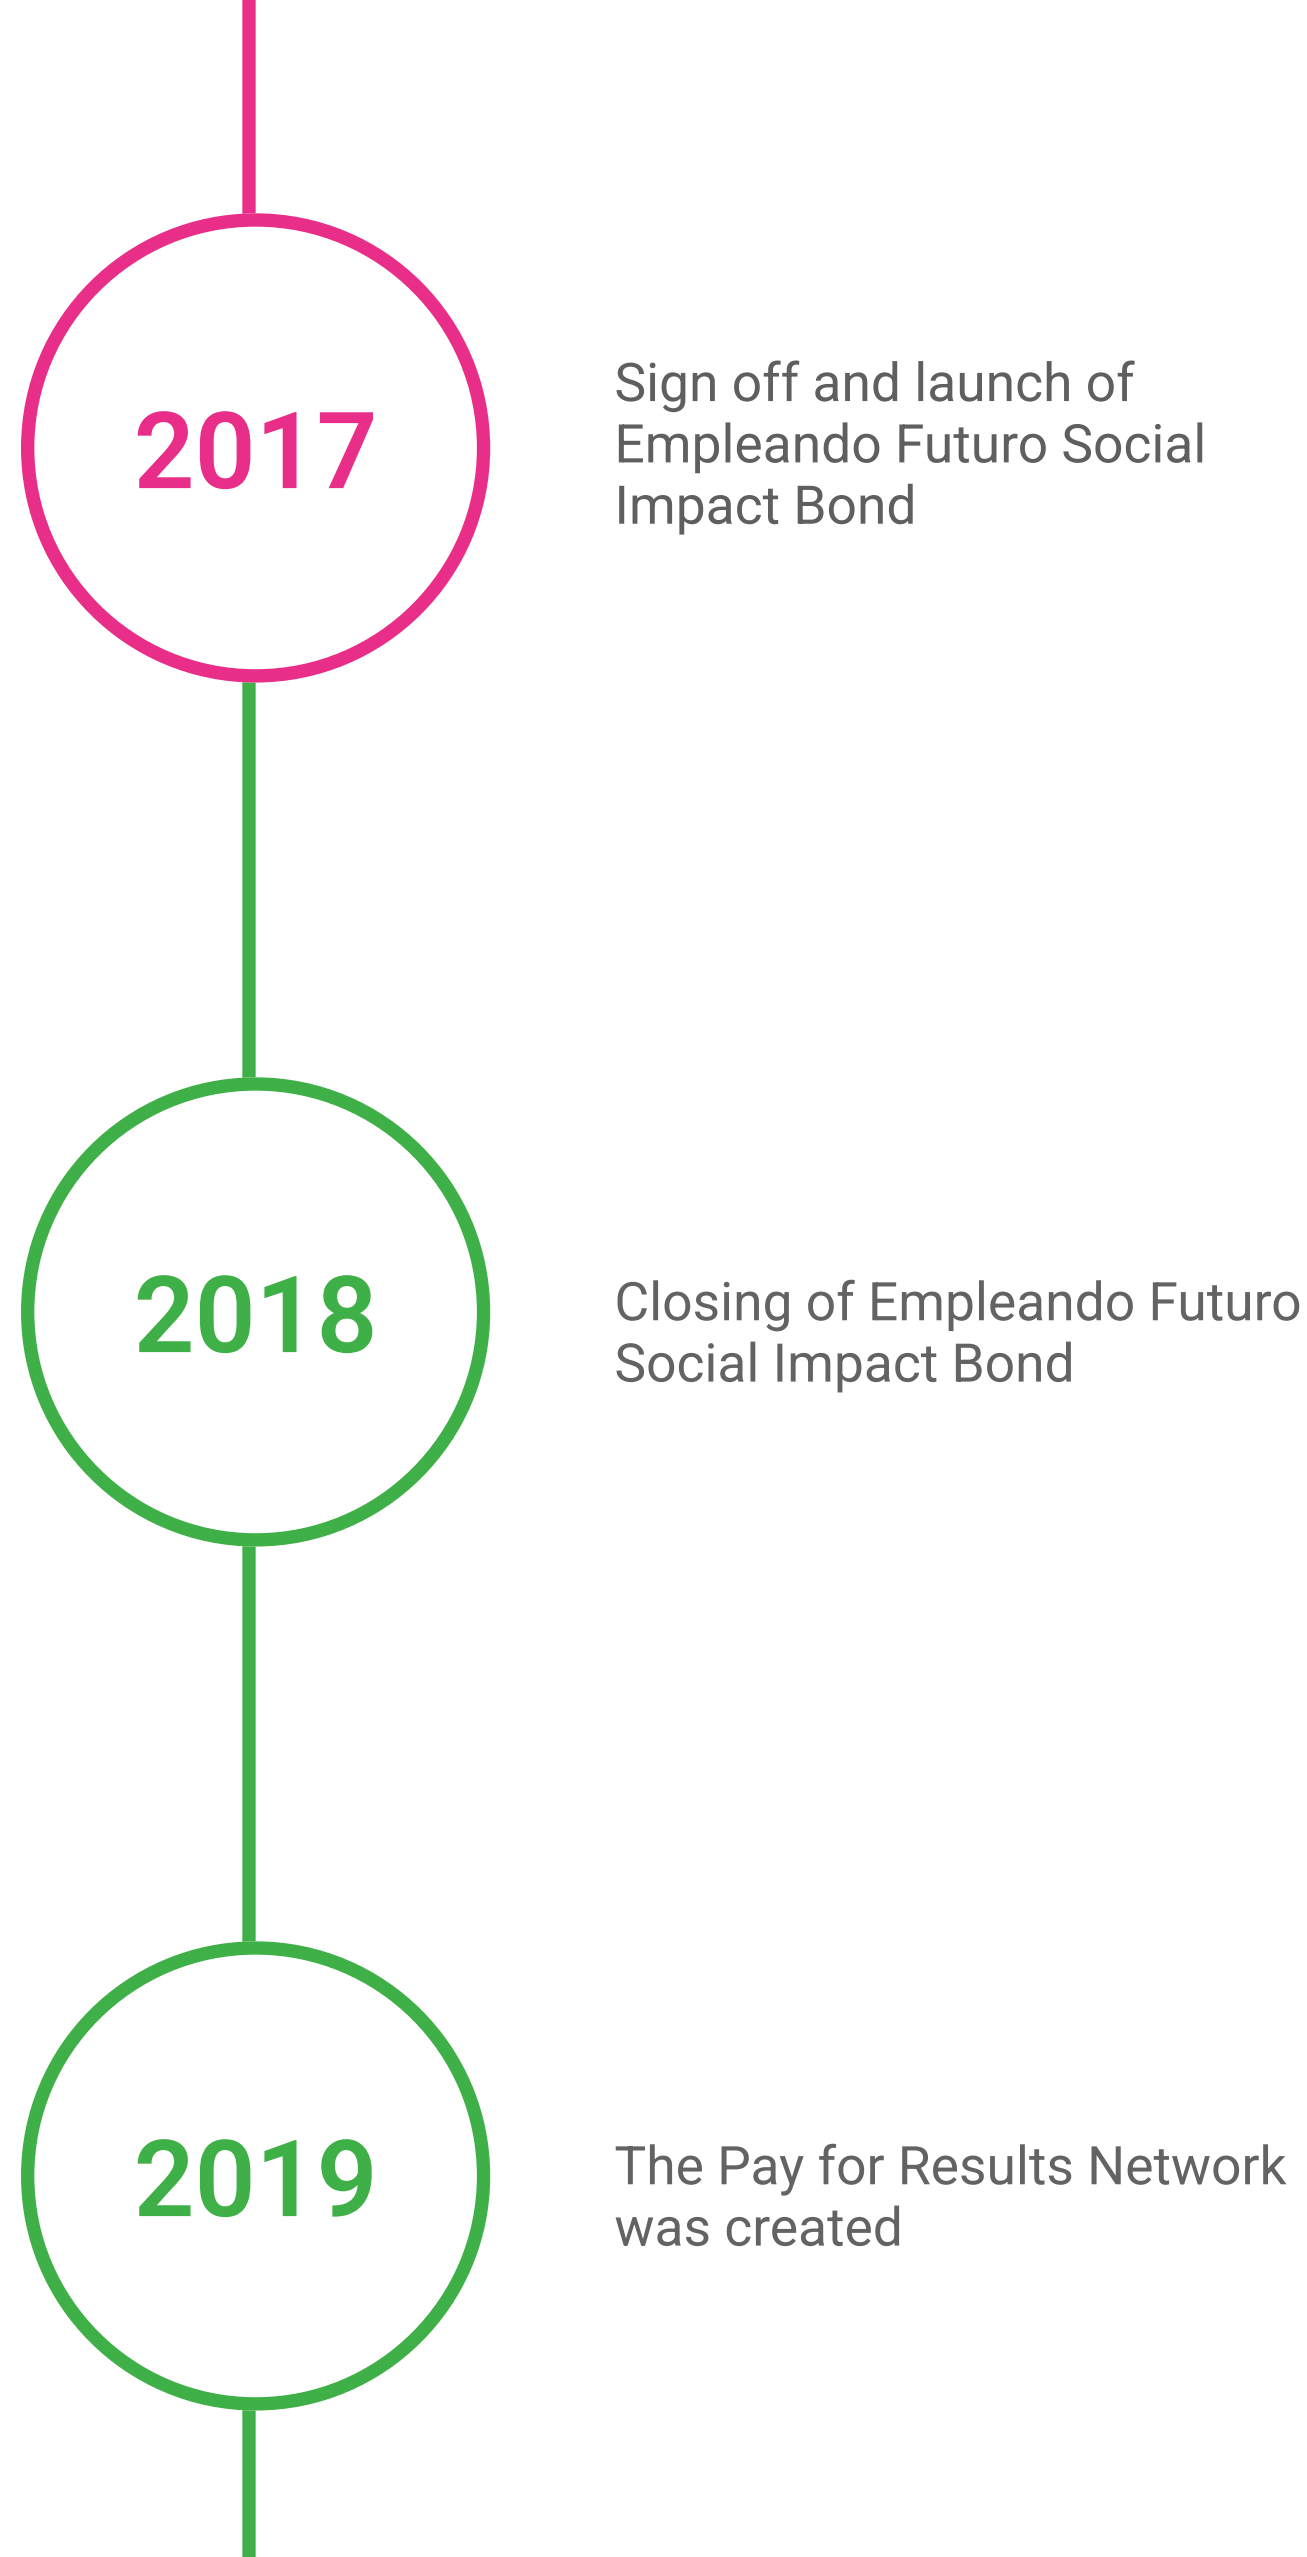 2017
Sign off and launch of
Empleando Futuro Social
Impact Bond
2018
Closing of Empleando Futuro
Social Impact Bond
2019
The Pay for Results Network
was created